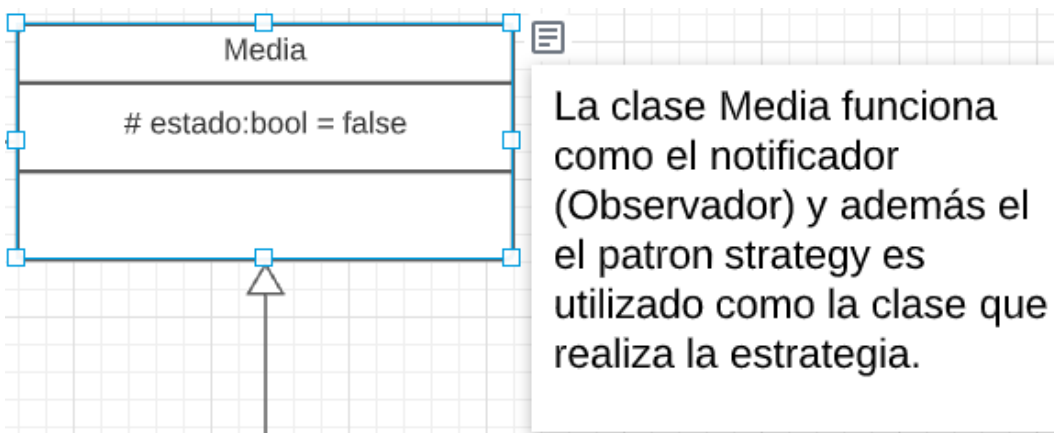 Media
# estado:bool = false
La clase Media funciona
como el notificador
(Observador) y además el
el patron strategy es
utilizado como la clase que
realiza la estrategia.